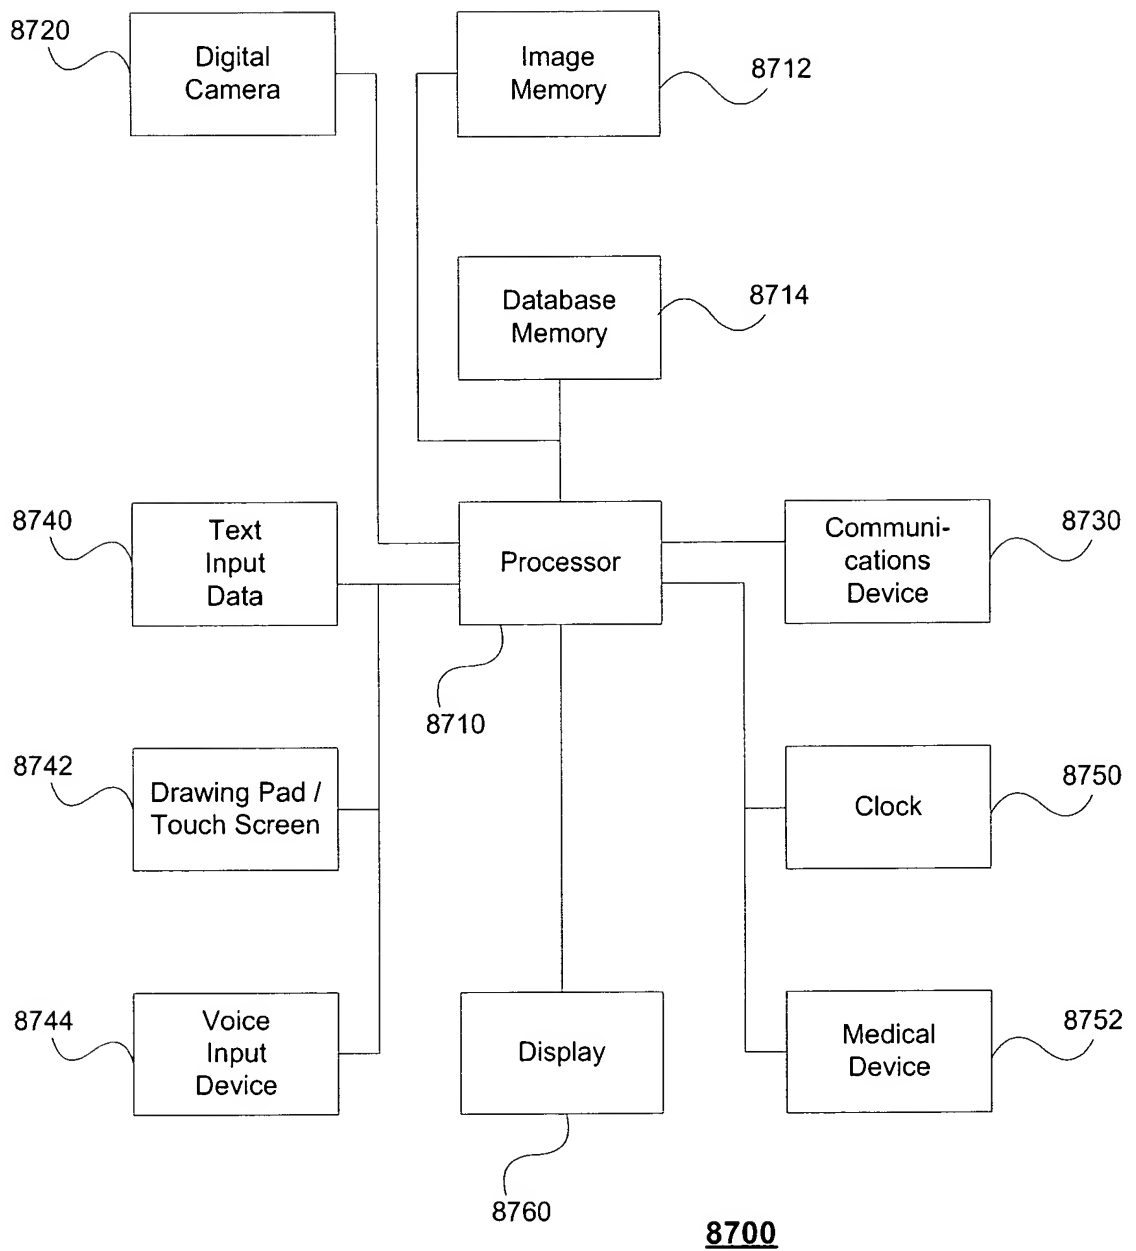 8720
Digital
Camera
Image
Memory
8712
Database
Memory
8714
8740
Text
Input
Data
Processor
8710
Communi-
cations
Device
8730
8742
Drawing Pad /
Touch Screen
Clock
8750
8744
Voice
Input
Device
Display
8760
Medical
Device
8752
8700